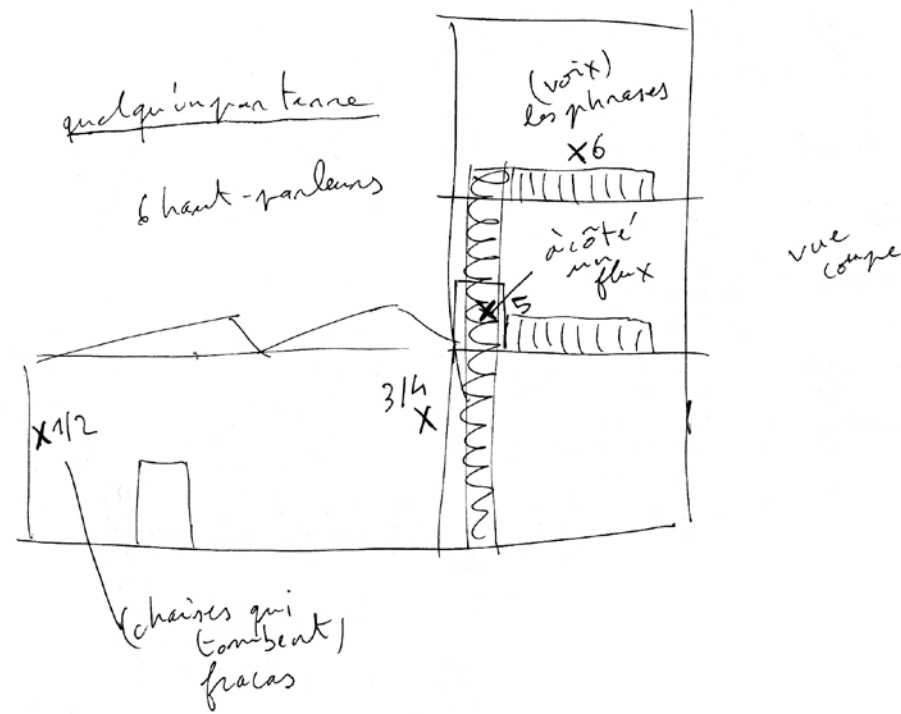 quelqu'un par terre
6 haut-parleurs
(voix)
les phrases
X6
à côté
un
flux
X 5
vue
coupe
3/4
X
X1/2
(chaises qui
tombent)
fracas